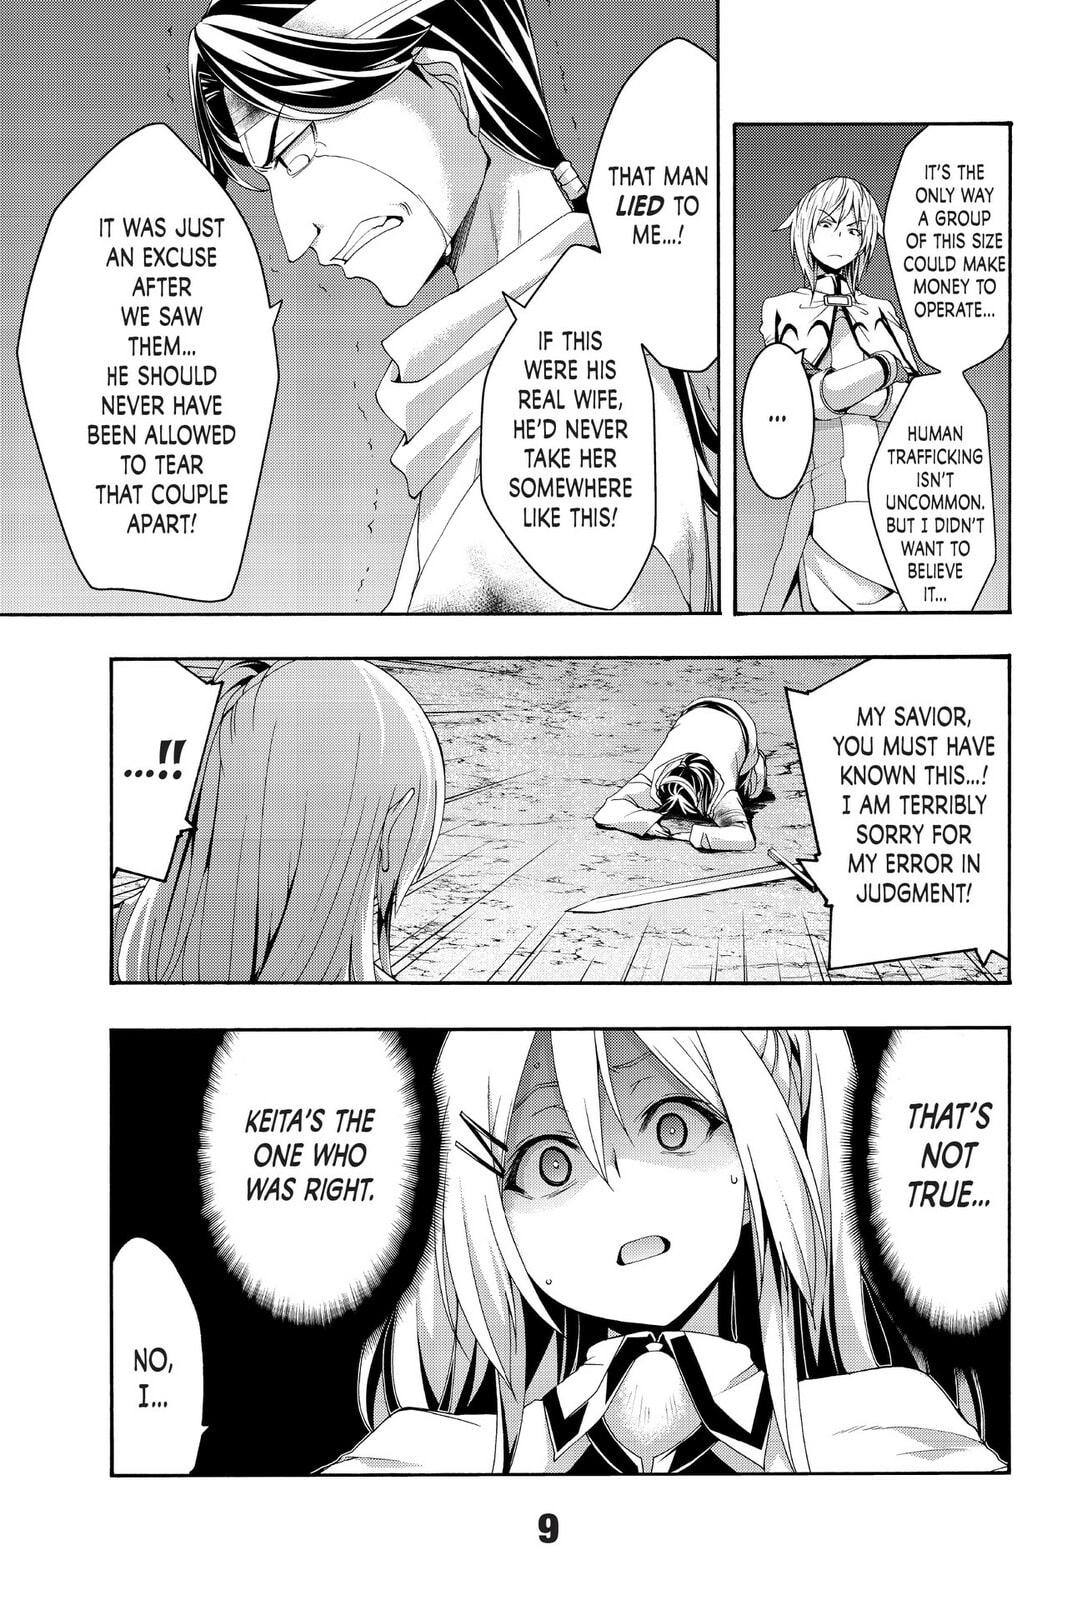 IT'S THE
ONLY WAY
A GROUP
OF THIS SIZE
COULD MAKE
MONEY TO
OPERATE...
HUMAN
TRAFFICKING
ISN'T
UNCOMMON.
BUT I DIDN'T
WANT TO
BELIEVE
IT...
...
THAT MAN
LIED TO
ME...!
IF THIS
WERE HIS
REAL WIFE,
HE'D NEVER
TAKE HER
SOMEWHERE
LIKE THIS!
IT WAS JUST
AN EXCUSE
AFTER
WE SAW
THEM...
HE SHOULD
NEVER HAVE
BEEN ALLOWED
TO TEAR
THAT COUPLE
APART!
MY SAVIOR,
YOU MUST HAVE
KNOWN THIS...!
I AM TERRIBLY
SORRY FOR
MY ERROR IN
JUDGMENT!
...!!
THAT'S
NOT
TRUE...
KEITA'S THE
ONE WHO
WAS RIGHT.
NO,
I...
9